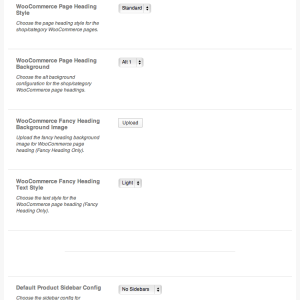 WooCommerce Page Heading
Style
Standard
Choose the page heading style for the
shop/category WooCommerce pages.
WooCommerce Page Heading
Background
Alt 1
Choose the alt background
configuration for the shop/category
WooCommerce page headings.
WooCommerce Fancy Heading
Background Image
Upload
Upload the fancy heading background
image for WooCommerce page
heading (Fancy Heading Only).
WooCommerce Fancy Heading
Text Style
Light
Choose the text style for the
WooCommerce page heading (Fancy
Heading Only).
Default Product Sidebar Config
No Sidebars
Choose the sidebar config for